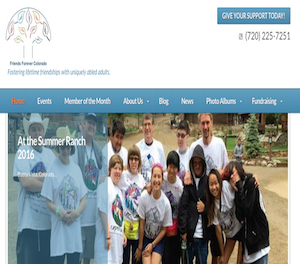 GIVE YOUR SUPPORT TODAY!
(720) 225-7251
Friends Forever Colorado
Fostering lifetime friendships with uniquely abled adults.
Home Events Member of the Month About Us Blog News Photo Albums Fundraising
At the Summer Ranch
2016
Colorado